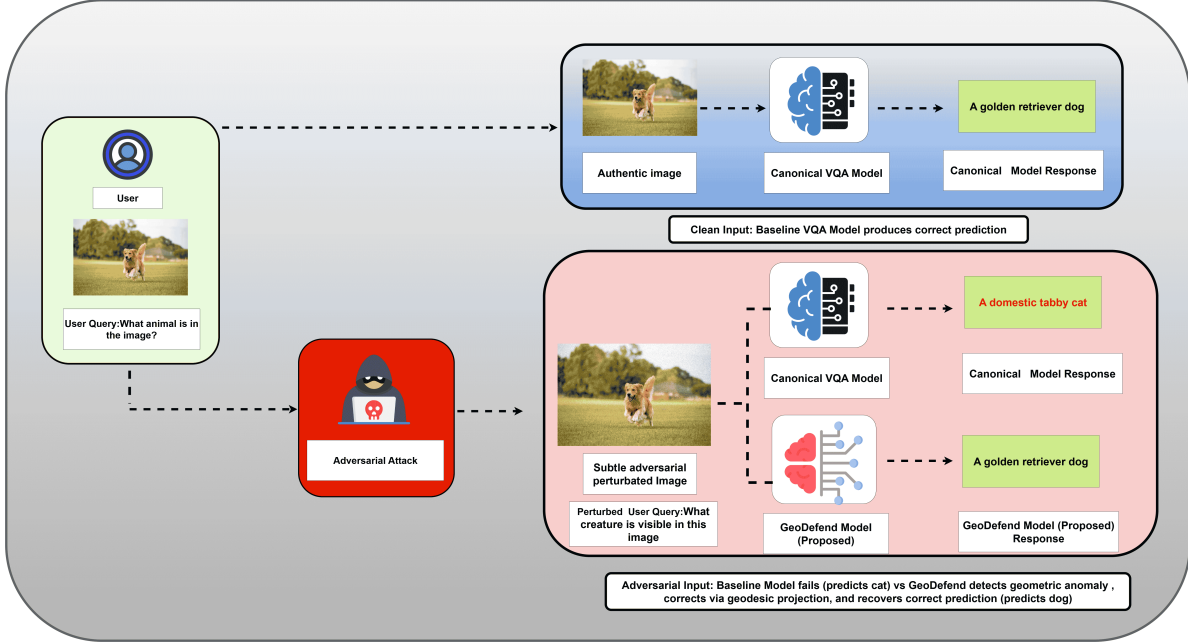 User
User Query:What animal is in
the image?
Adversarial Attack
A golden retriever dog
Authentic image
Canonical VQA Model
Canonical Model Response
Clean Input: Baseline VQA Model produces correct prediction
A domestic tabby cat
Canonical VQA Model
Canonical Model Response
Subtle adversarial
perturbated Image
Perturbed User Query:What
creature is visible in this
image
A golden retriever dog
GeoDefend Model
(Proposed)
GeoDefend Model (Proposed)
Response
Adversarial Input: Baseline Model fails (predicts cat) vs GeoDefend detects geometric anomaly ,
corrects via geodesic projection, and recovers correct prediction (predicts dog)